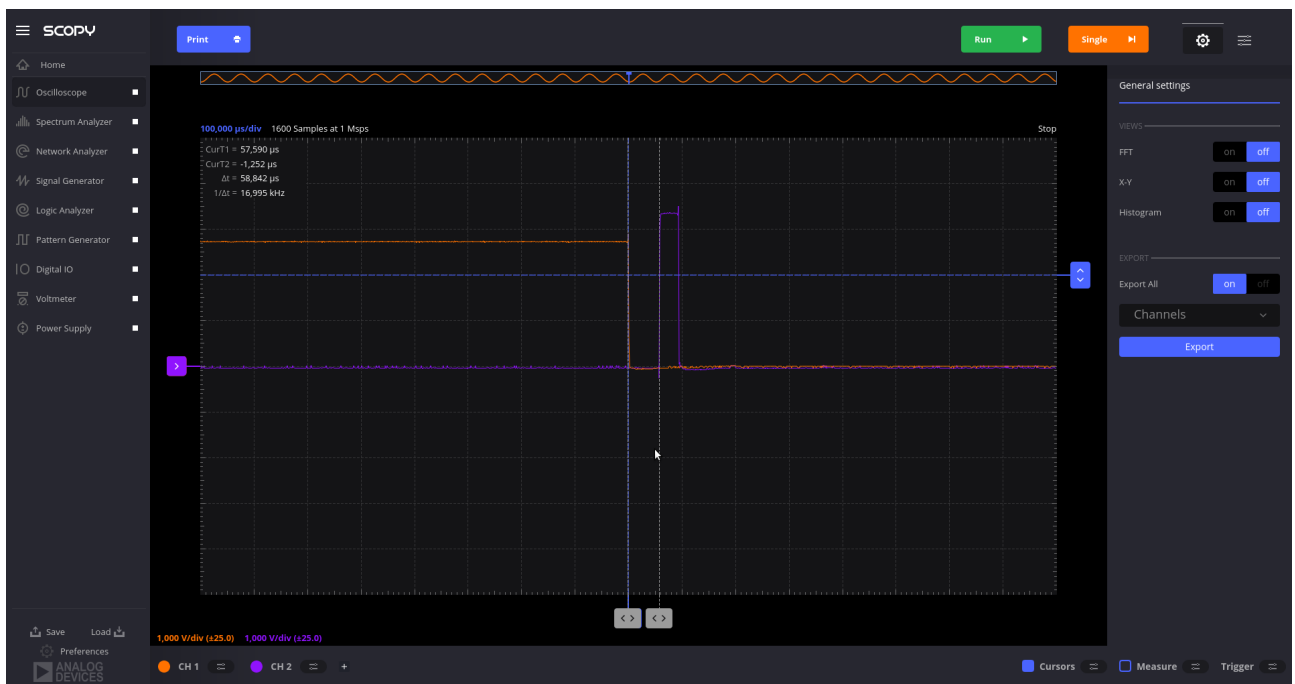 SCOPY
Print
Run
Single
Home
Oscilloscope
Spectrum Analyzer
Network Analyzer
Signal Generator
Logic Analyzer
Pattern Generator
Digital IO
Voltmeter
Power Supply
Save Load
Preferences
ANALOG
DEVICES
100,000 µs/div 1600 Samples at 1 Msps Stop
CurT1 = 57,590 µs
CurT2 = -1,252 µs
Δt = 58,842 µs
1/Δt = 16,995 kHz
1,000 V/div (±25.0) 1,000 V/div (±25.0)
CH 1 CH 2 + Cursors Measure Trigger
General settings
VIEWS
FFT on off
X-Y on off
Histogram on off
EXPORT
Export All on off
Channels
Export